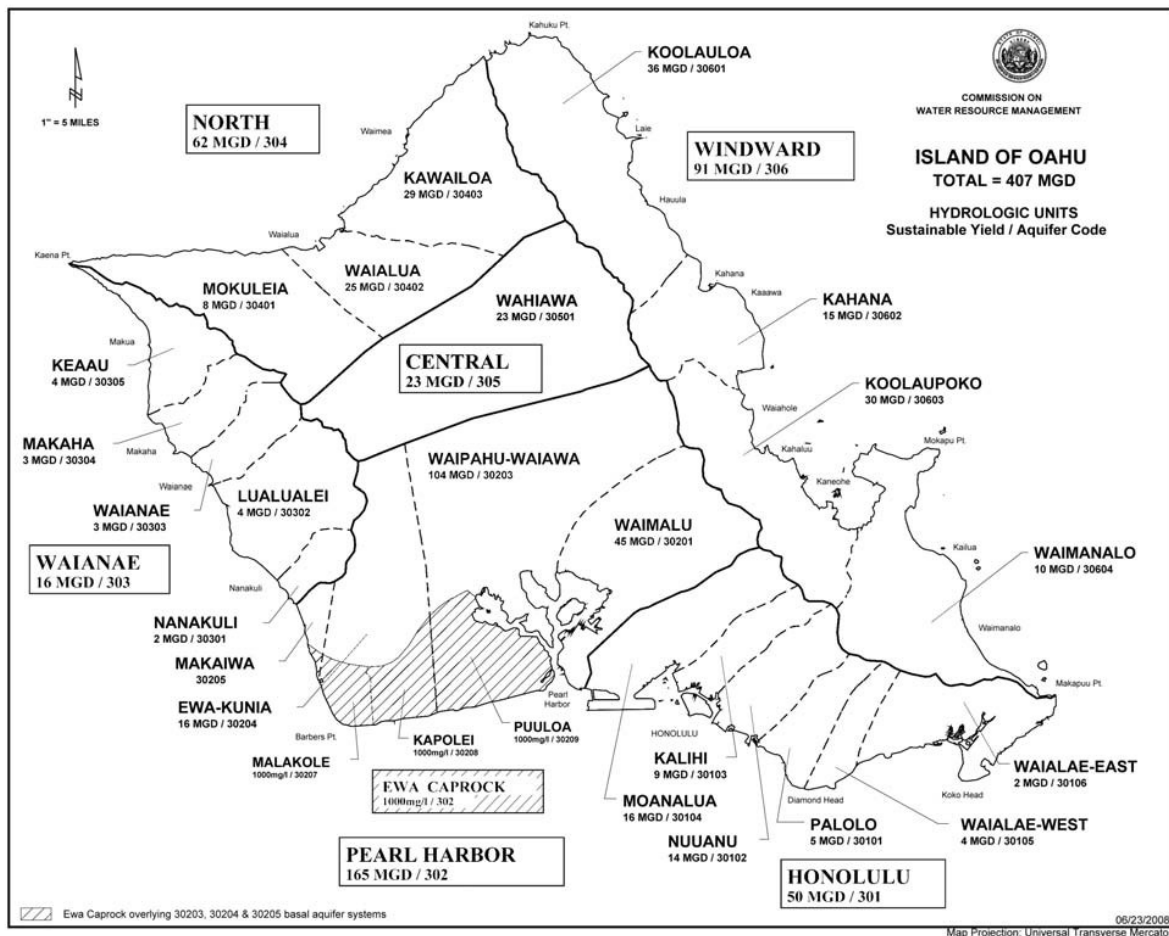 Kahuku Pt.
KOOLAULOA
36 MGD / 30601
COMMISSION ON
WATER RESOURCE MANAGEMENT
1" = 5 MILES
NORTH
62 MGD / 304
Waimea
Laie
WINDWARD
91 MGD / 306
ISLAND OF OAHU
TOTAL = 407 MGD
HYDROLOGIC UNITS
Sustainable Yield / Aquifer Code
KAWAILOA
29 MGD / 30403
Hauula
Waialua
Kaena Pt.
WAIALUA
25 MGD / 30402
MOKULEIA
8 MGD / 30401
Kahana
Kaaawa
WAHIAWA
23 MGD / 30501
KAHANA
15 MGD / 30602
Makua
KEAAU
4 MGD / 30305
CENTRAL
23 MGD / 305
KOOLAUPOKO
30 MGD / 30603
Waiahole
MAKAHA
3 MGD / 30304
Makaha
Kahaluu
Mokapu Pt.
WAIPAHU-WAIAWA
104 MGD / 30203
Waianae
Kaneohe
WAIANAE
3 MGD / 30303
LUALUALEI
4 MGD / 30302
WAIMALU
45 MGD / 30201
Kailua
WAIMANALO
10 MGD / 30604
WAIANAE
16 MGD / 303
Nanakuli
NANAKULI
2 MGD / 30301
Waimanalo
MAKAIWA
30205
Makapuu Pt.
EWA-KUNIA
16 MGD / 30204
Pearl
Harbor
Barbers Pt.
PUULOA
1000mg/l / 30209
KAPOLEI
1000mg/l / 30208
MALAKOLE
1000mg/l / 30207
HONOLULU
KALIHI
9 MGD / 30103
WAIALAE-EAST
2 MGD / 30106
EWA CAPROCK
1000mg/l / 302
MOANALUA
16 MGD / 30104
Diamond Head
Koko Head
NUUANU
14 MGD / 30102
PALOLO
5 MGD / 30101
WAIALAE-WEST
4 MGD / 30105
PEARL HARBOR
165 MGD / 302
HONOLULU
50 MGD / 301
Ewa Caprock overlying 30203, 30204 & 30205 basal aquifer systems
06/23/2008
Map Projection: Universal Transverse Mercato